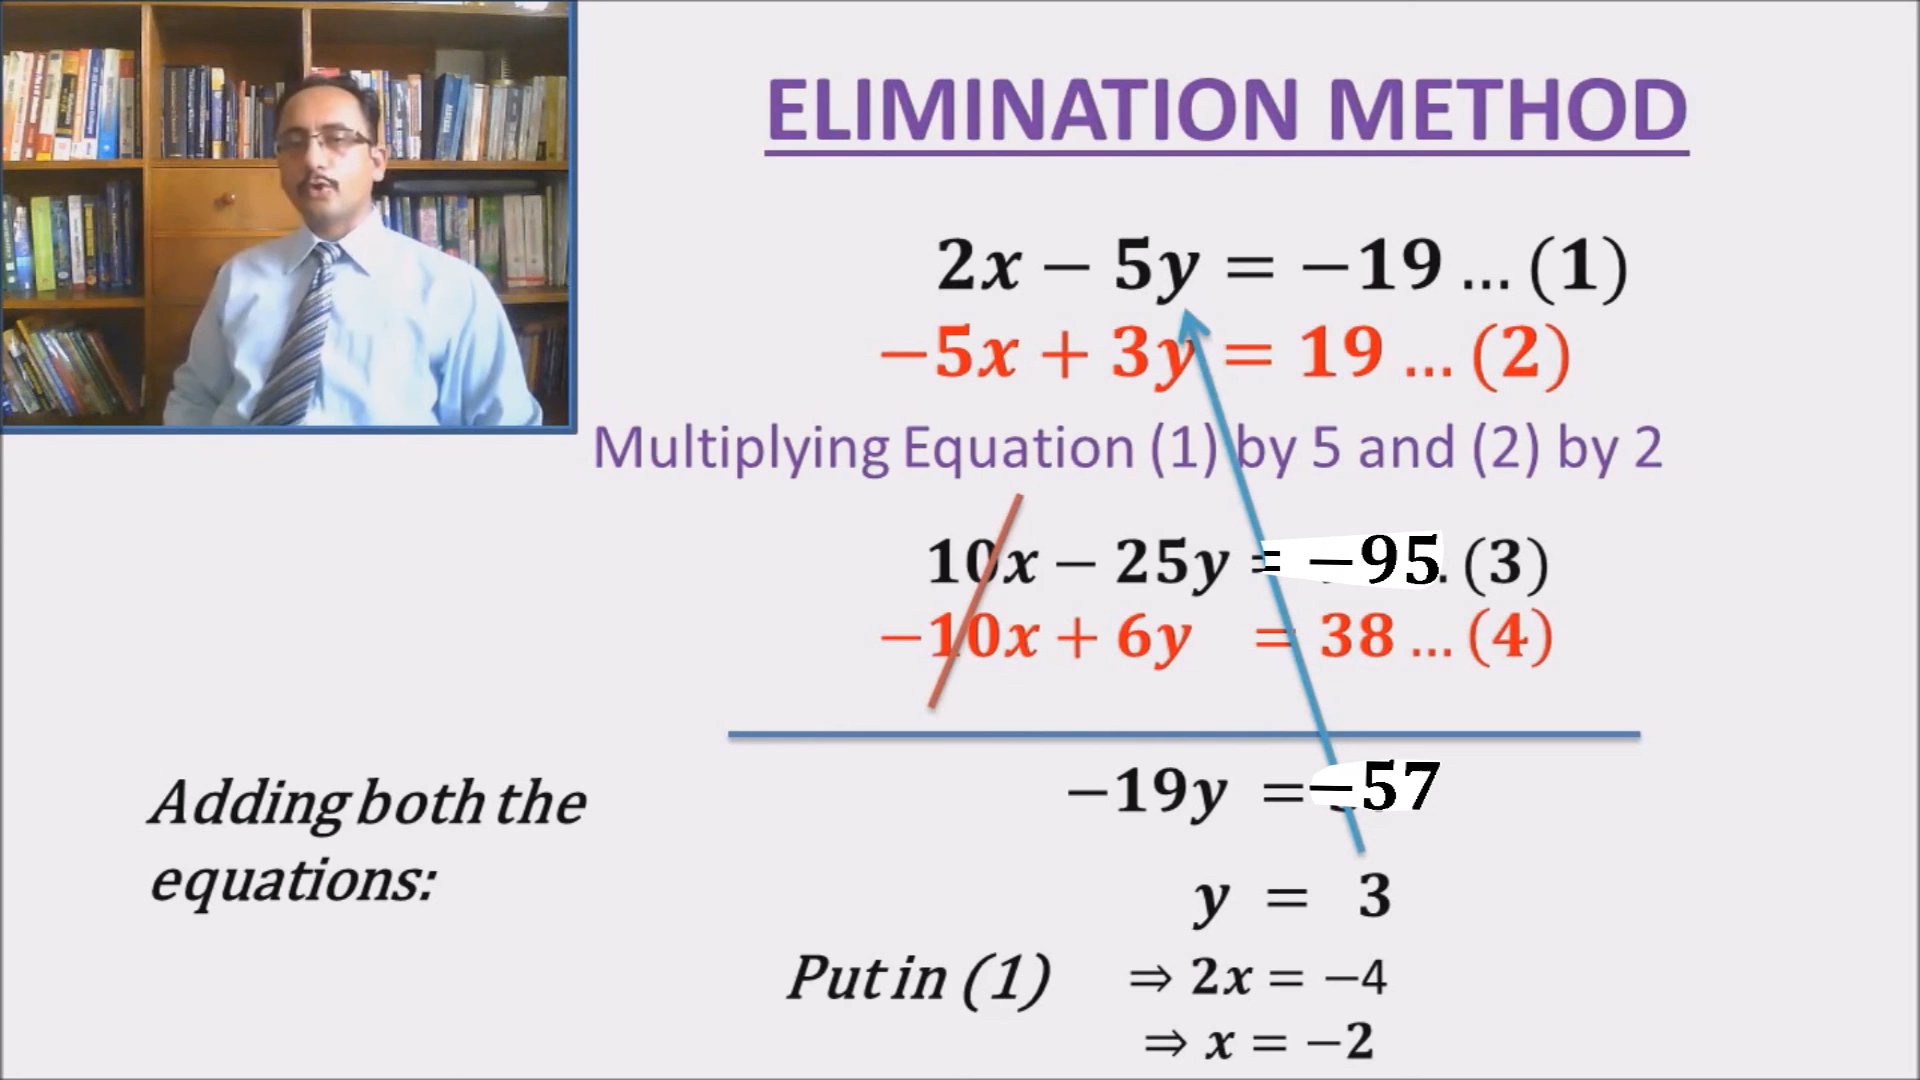 ELIMINATION METHOD
2x − 5y = −19 ... (1)
−5x + 3y = 19 ... (2)
Multiplying Equation (1) by 5 and (2) by 2
10x − 25y = −95 . (3)
−10x + 6y = 38 ... (4)
−19y = −57
Adding both the
equations:
y = 3
Put in (1) ⇒ 2x = −4
⇒ x = −2